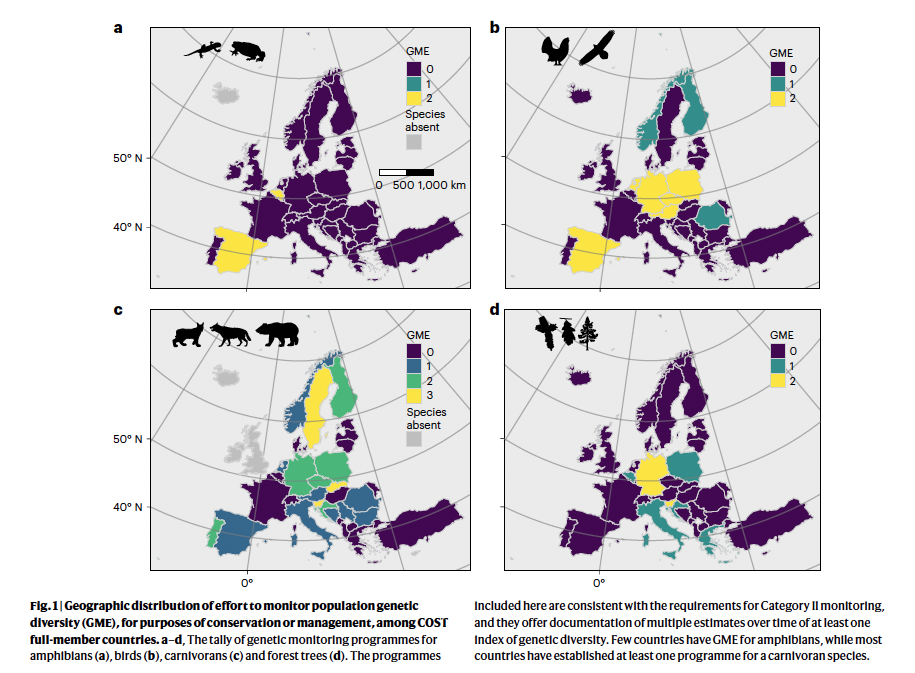 a
GME
0
1
2
Species
absent
0 500 1,000 km
50° N
40° N
b
GME
0
1
2
c
GME
0
1
2
3
Species
absent
50° N
40° N
0°
d
GME
0
1
2
0°
Fig. 1 | Geographic distribution of effort to monitor population genetic
diversity (GME), for purposes of conservation or management, among COST
full-member countries. a–d, The tally of genetic monitoring programmes for
amphibians (a), birds (b), carnivorans (c) and forest trees (d). The programmes
included here are consistent with the requirements for Category II monitoring,
and they offer documentation of multiple estimates over time of at least one
index of genetic diversity. Few countries have GME for amphibians, while most
countries have established at least one programme for a carnivoran species.